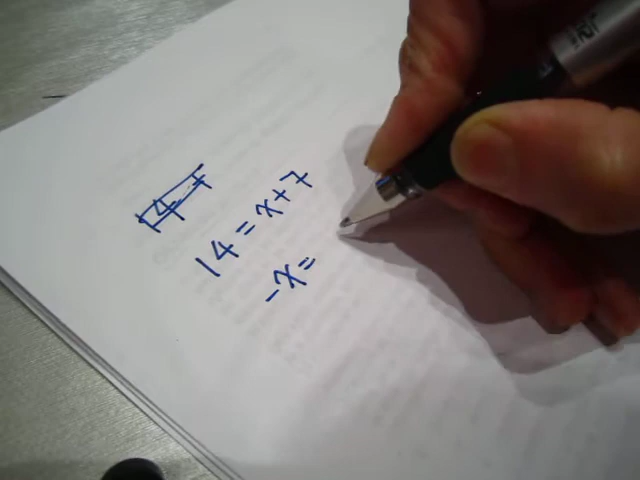 14 = x + 7
-x =